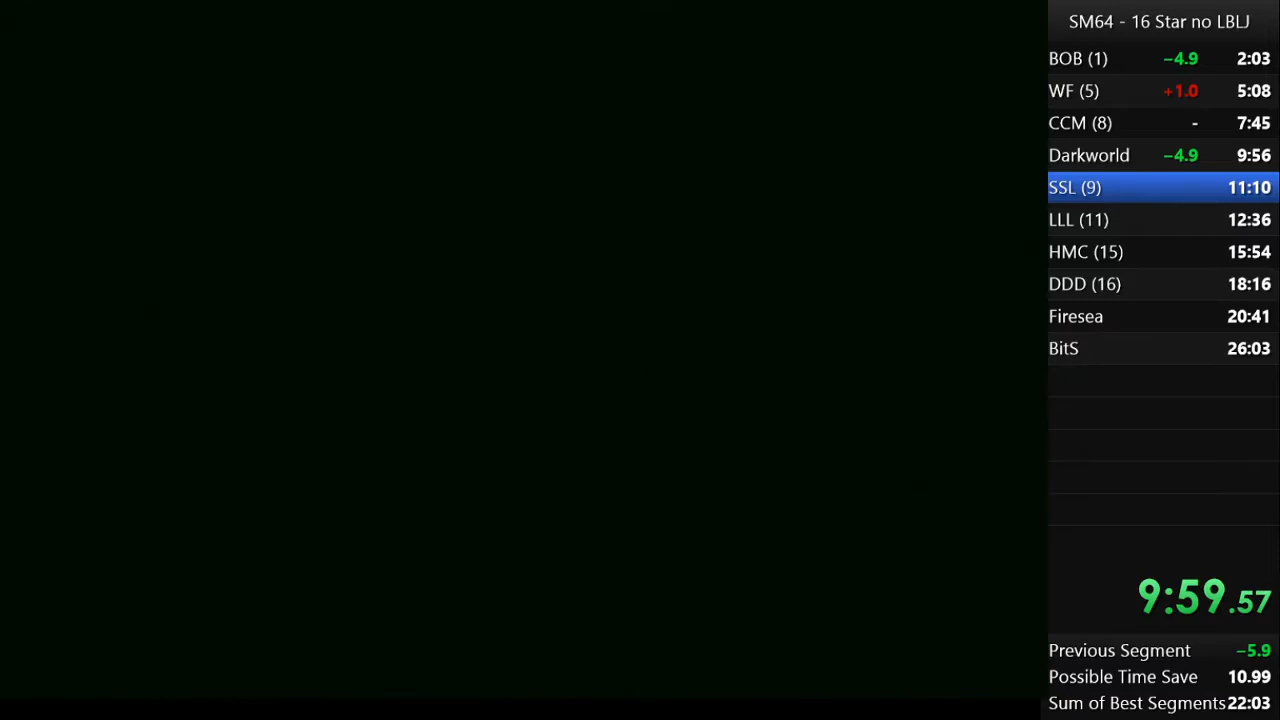 SM64 - 16 Star no LBLJ
BOB (1) −4.9 2:03
WF (5) +1.0 5:08
CCM (8) - 7:45
Darkworld −4.9 9:56
SSL (9) 11:10
LLL (11) 12:36
HMC (15) 15:54
DDD (16) 18:16
Firesea 20:41
BitS 26:03
9:59.57
Previous Segment −5.9
Possible Time Save 10.99
Sum of Best Segments 22:03